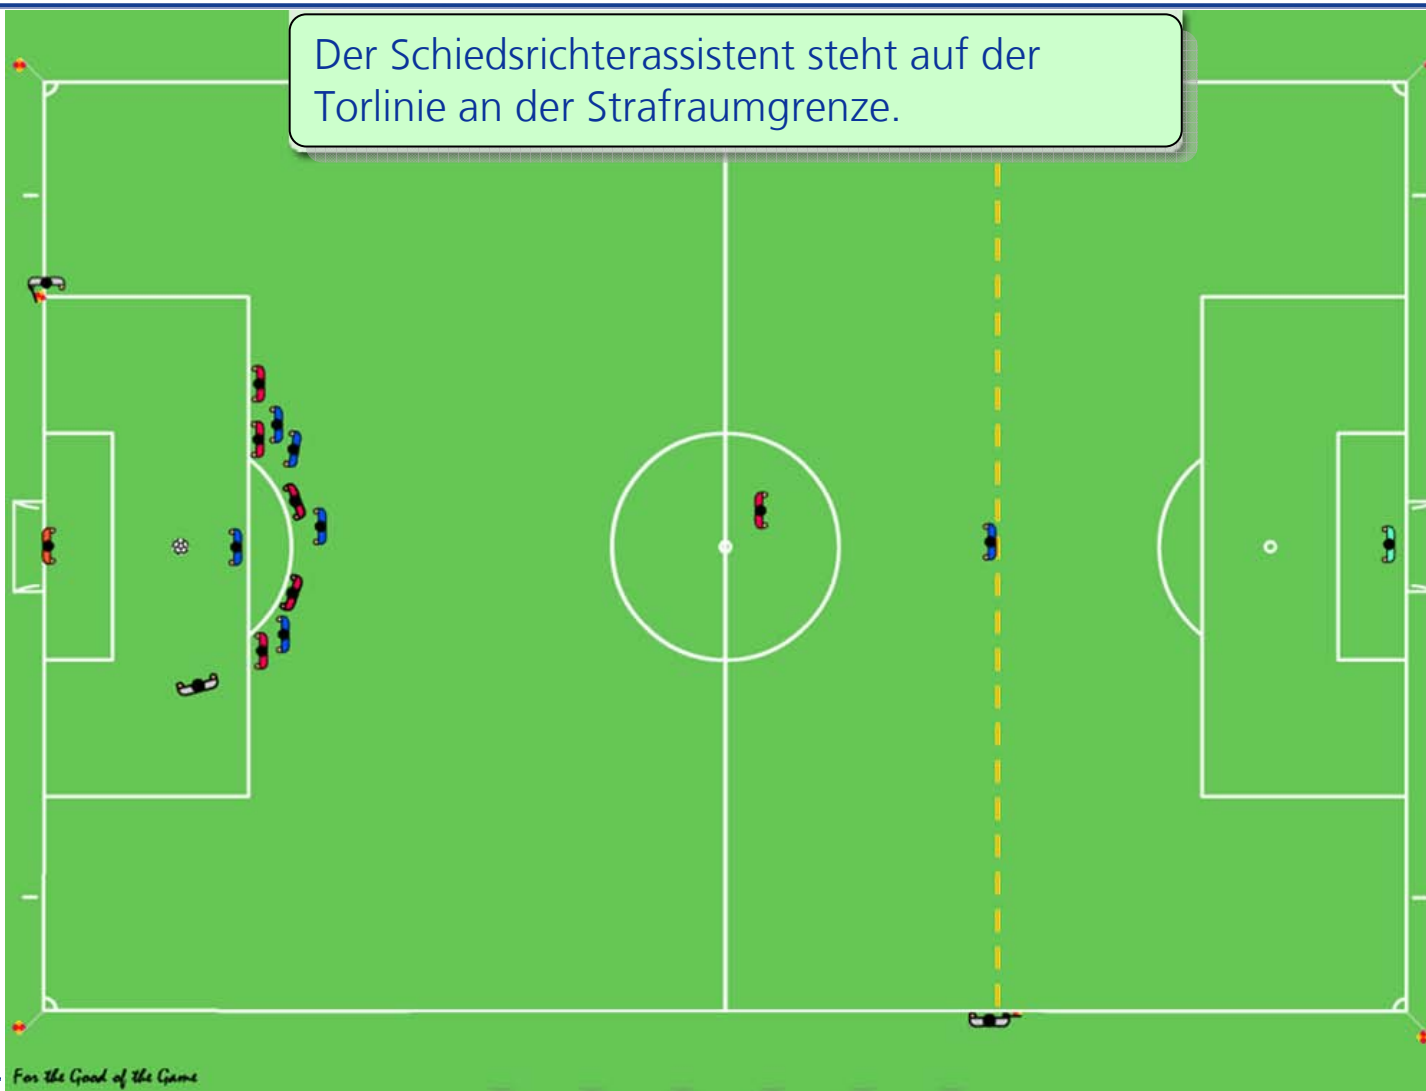 Der Schiedsrichterassistent steht auf der
Torlinie an der Strafraumgrenze.
For the Good of the Game